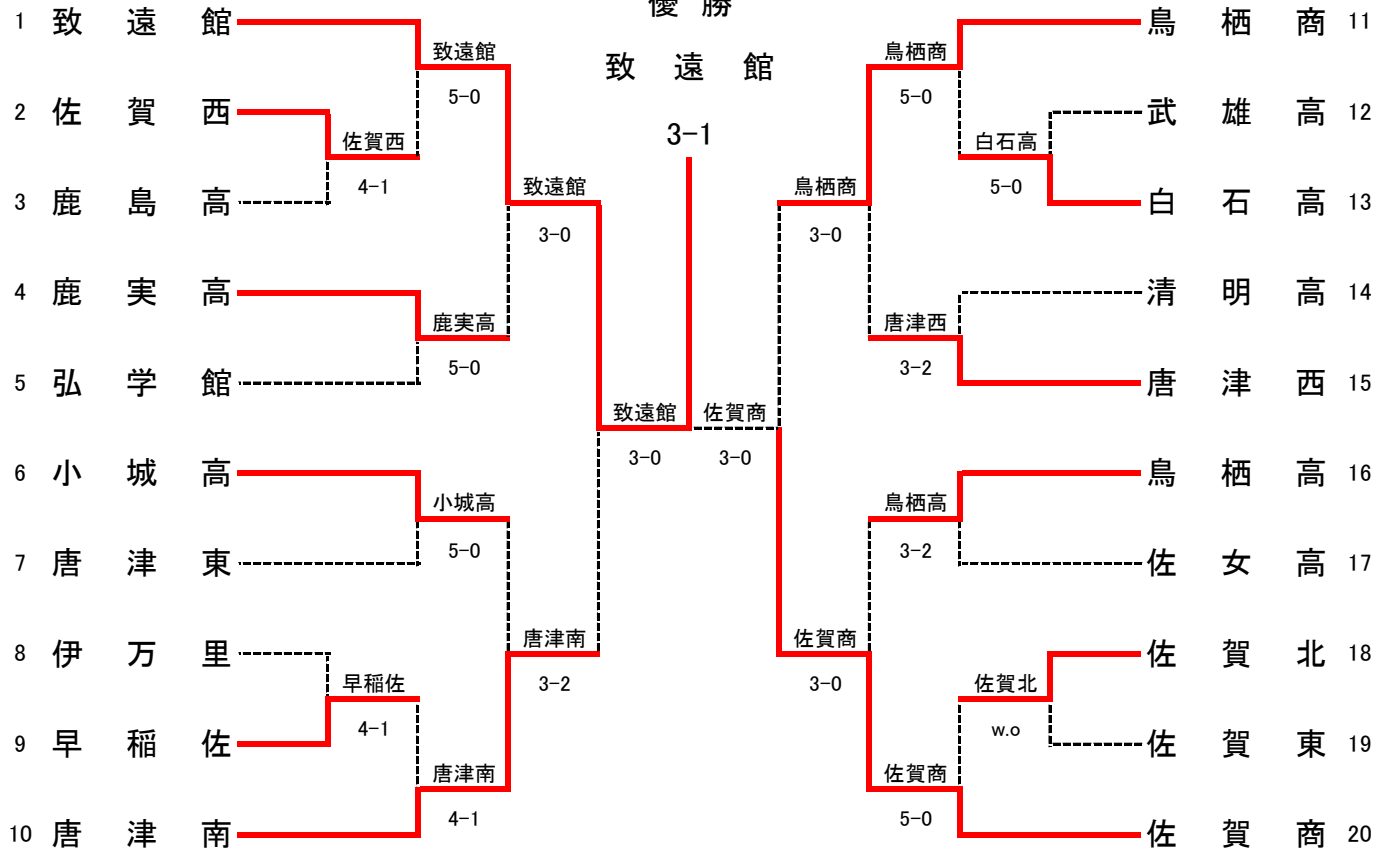 優勝
致遠館
3-1
1 致遠館
2 佐賀西
3 鹿島高
4 鹿実高
5 弘学館
6 小城高
7 唐津東
8 伊万里
9 早稲佐
10 唐津南
佐賀西
4-1
早稲佐
4-1
致遠館
5-0
鹿実高
5-0
小城高
5-0
唐津南
4-1
致遠館
3-0
唐津南
3-2
致遠館
3-0
佐賀商
3-0
鳥栖商
3-0
佐賀商
3-0
鳥栖商
5-0
唐津西
3-2
鳥栖高
3-2
佐賀商
5-0
白石高
5-0
佐賀北
w.o
鳥栖商 11
武雄高 12
白石高 13
清明高 14
唐津西 15
鳥栖高 16
佐女高 17
佐賀北 18
佐賀東 19
佐賀商 20